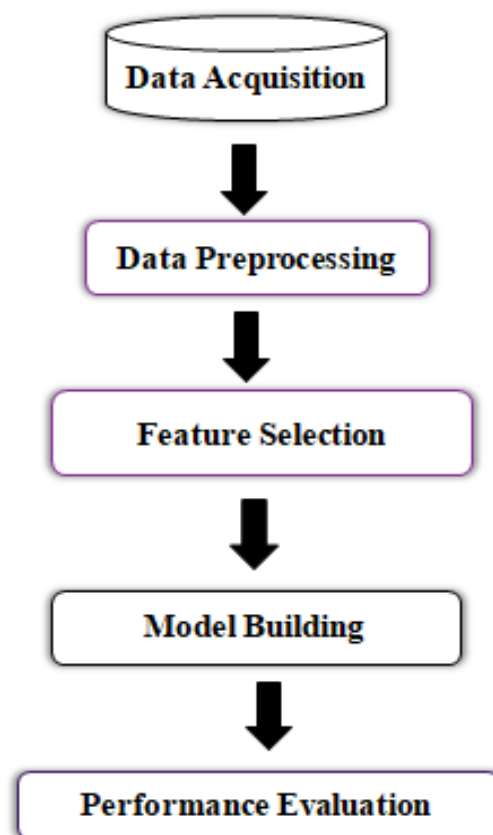 Data Acquisition
Data Preprocessing
Feature Selection
Model Building
Performance Evaluation